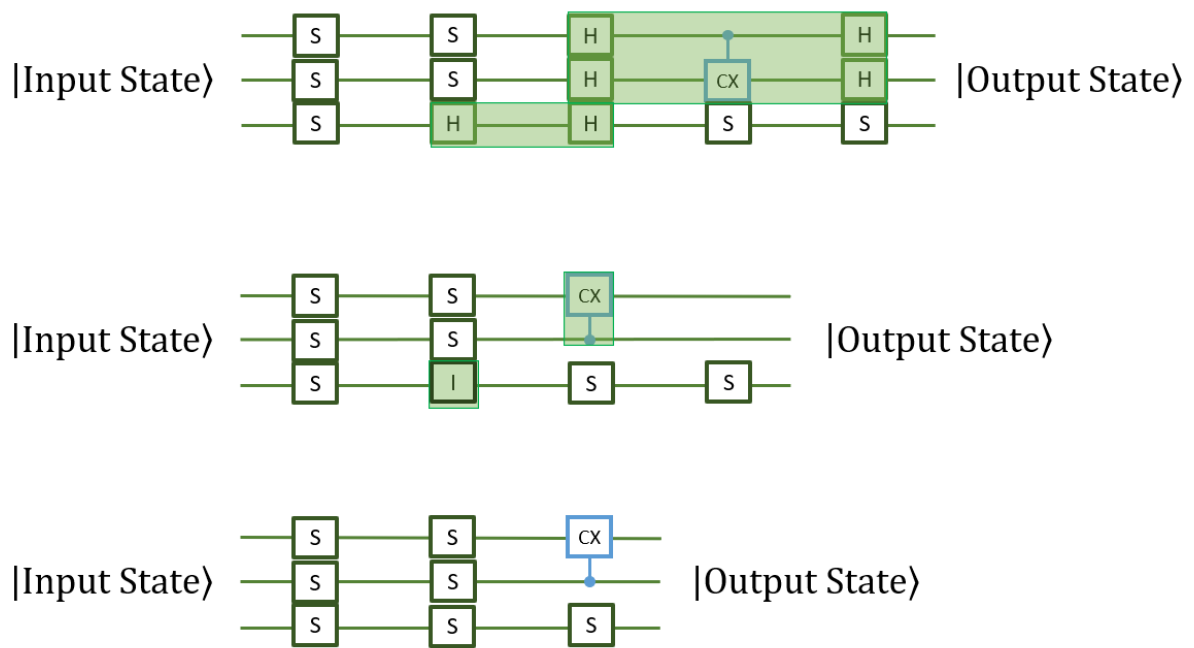 S S H H
|Input State⟩ S S H CX H |Output State⟩
S H H S S
S S CX
|Input State⟩ S S |Output State⟩
S I S S
S S CX
|Input State⟩ S S |Output State⟩
S S S